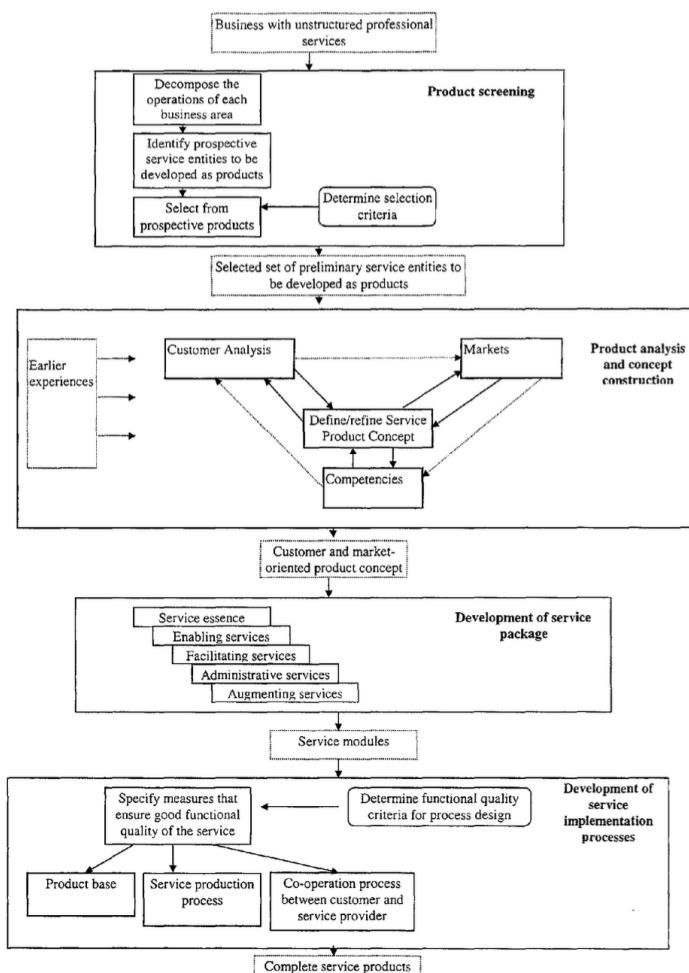 Business with unstructured professional
services
Product screening
Decompose the
operations of each
business area
Identify prospective
service entities to be
developed as products
Select from
prospective products
Determine selection
criteria
Selected set of preliminary service entities to
be developed as products
Product analysis
and concept
construction
Earlier
experiences
Customer Analysis
Markets
Define/refine Service
Product Concept
Competencies
Customer and market-
oriented product concept
Development of service
package
Service essence
Enabling services
Facilitating services
Administrative services
Augmenting services
Service modules
Development of
service
implementation
processes
Specify measures that
ensure good functional
quality of the service
Determine functional quality
criteria for process design
Product base
Service production
process
Co-operation process
between customer and
service provider
Complete service products